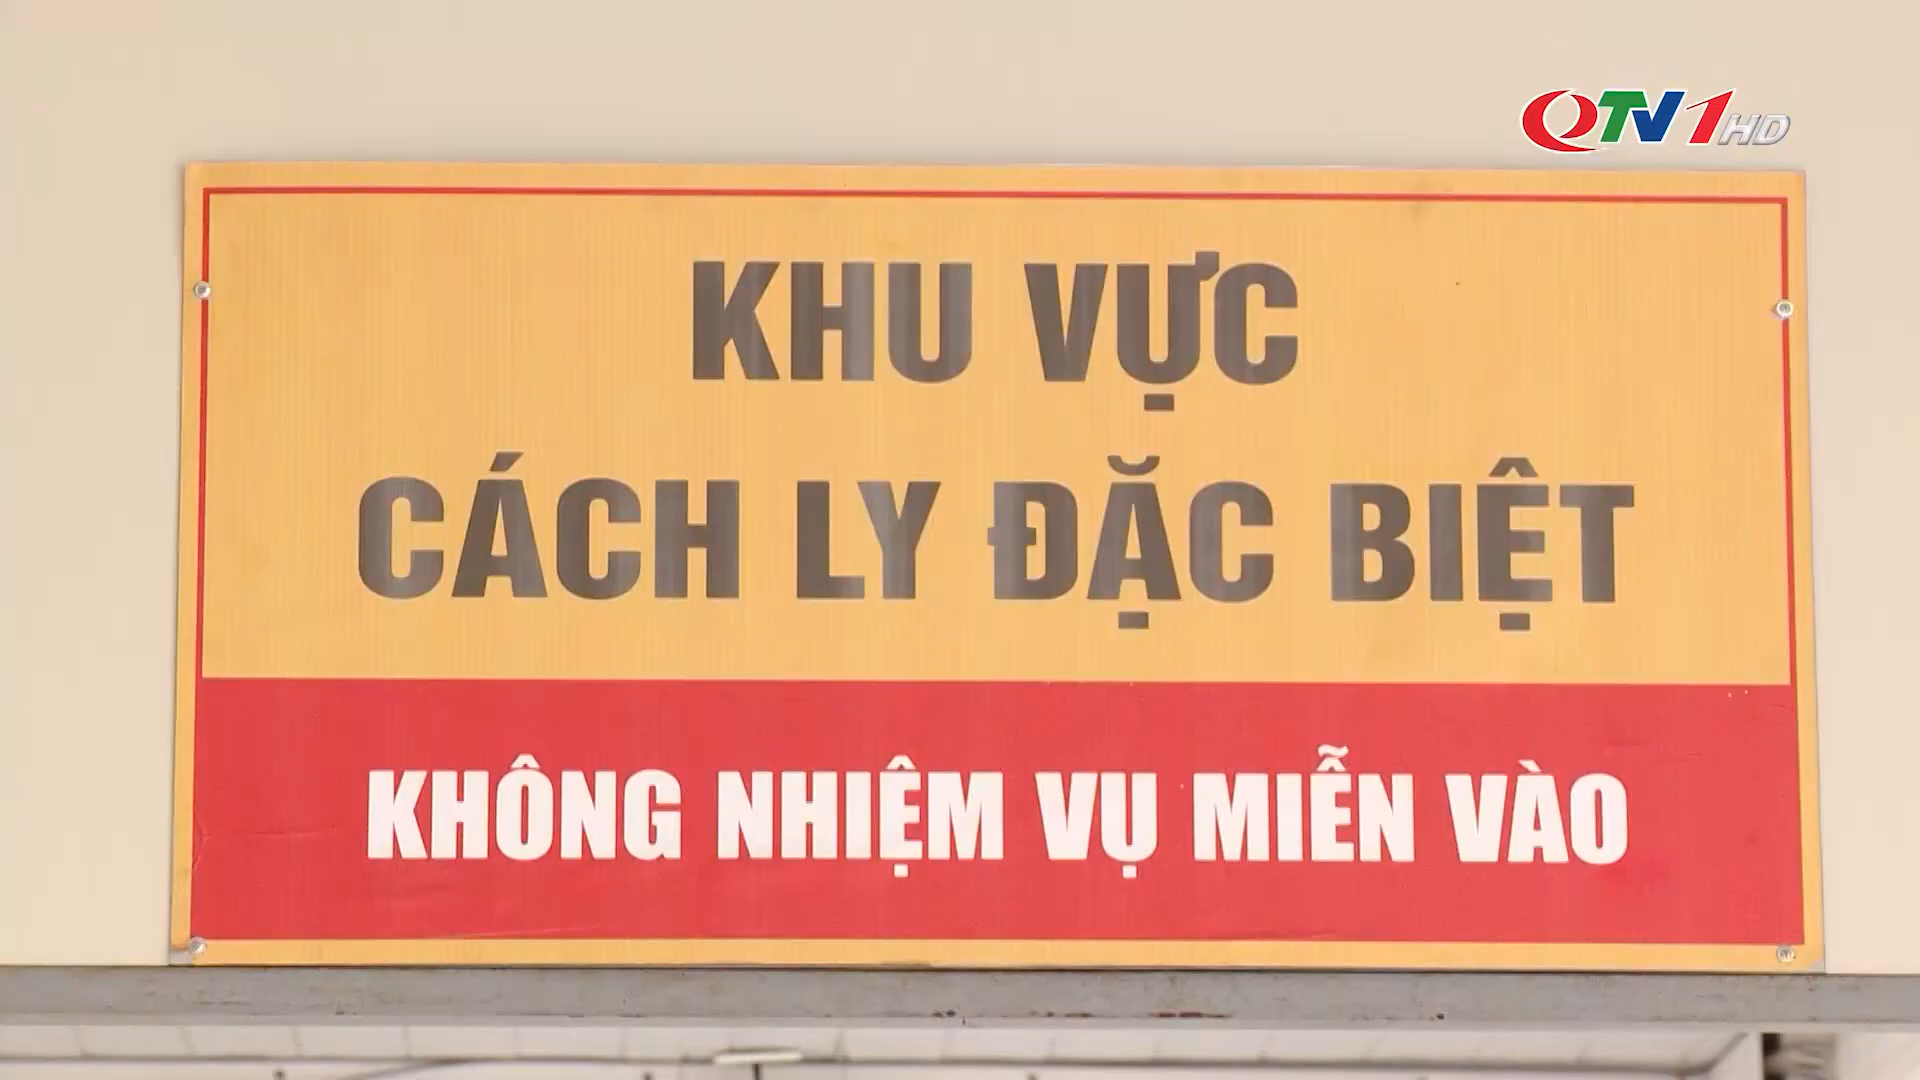 QTV1HD
KHU VỰC
CÁCH LY ĐẶC BIỆT
KHÔNG NHIỆM VỤ MIỄN VÀO